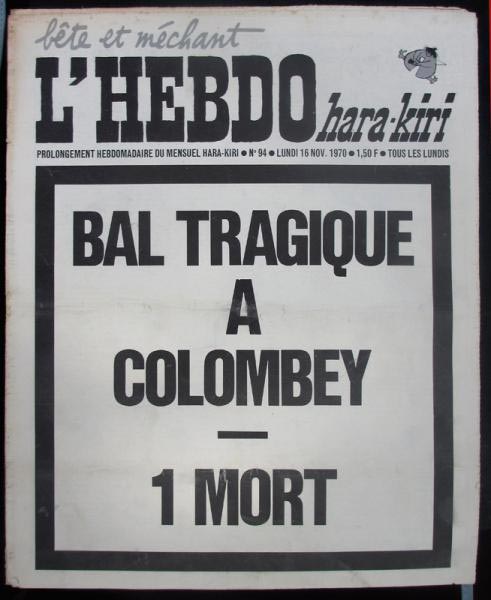 bête et méchant
L'HEBDO hara-kiri
PROLONGEMENT HEBDOMADAIRE DU MENSUEL HARA-KIRI ● N° 94 ● LUNDI 16 NOV. 1970 ● 1,50 F ● TOUS LES LUNDIS
BAL TRAGIQUE
A
COLOMBEY
—
1 MORT